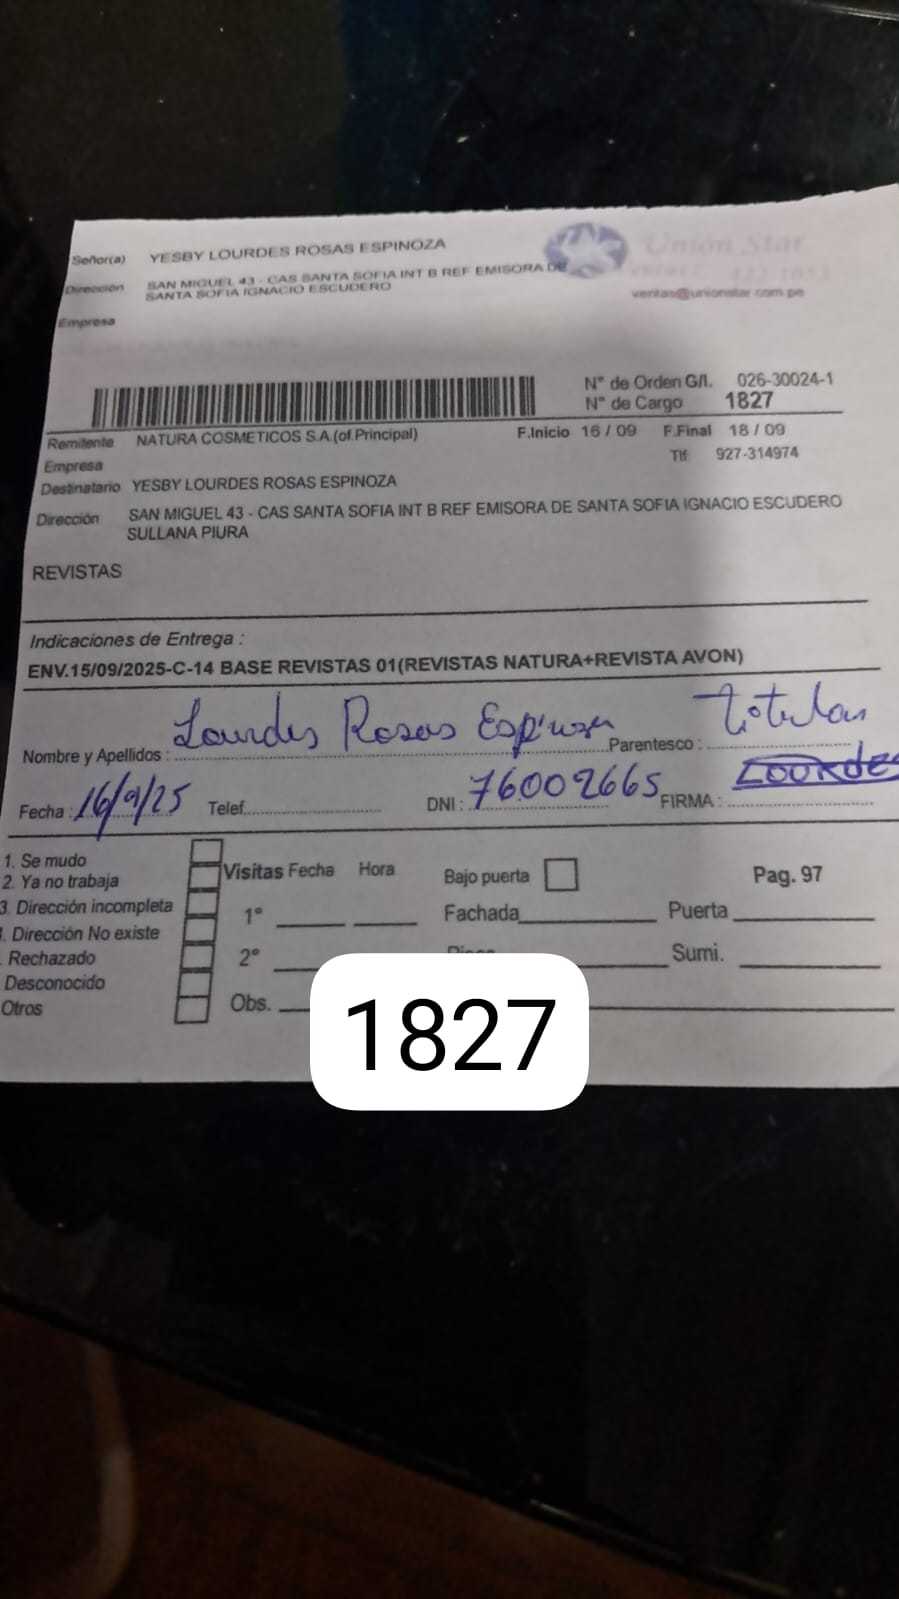 Señor(a) YESBY LOURDES ROSAS ESPINOZA
Dirección SAN MIGUEL 43 - CAS SANTA SOFIA INT B REF EMISORA DE
SANTA SOFIA IGNACIO ESCUDERO
Empresa
Unión Star
ventas@unionstar.com.pe
N° de Orden G/I. 026-30024-1
N° de Cargo 1827
Remitente NATURA COSMETICOS S.A.(of.Principal) F.Inicio 16 / 09 F.Final 18 / 09
Empresa Tlf 927-314974
Destinatario YESBY LOURDES ROSAS ESPINOZA
Dirección SAN MIGUEL 43 - CAS SANTA SOFIA INT B REF EMISORA DE SANTA SOFIA IGNACIO ESCUDERO
SULLANA PIURA
REVISTAS
Indicaciones de Entrega :
ENV.15/09/2025-C-14 BASE REVISTAS 01(REVISTAS NATURA+REVISTA AVON)
Nombre y Apellidos : Lourdes Rosas Espinoza Parentesco : Titular
Fecha : 16/9/25 Telef. DNI : 76002665 FIRMA : Lourdes
1. Se mudo
2. Ya no trabaja
3. Dirección incompleta
. Dirección No existe
. Rechazado
Desconocido
Otros
Visitas Fecha Hora Bajo puerta Pag. 97
1° Fachada Puerta
2° Sumi.
Obs.
1827